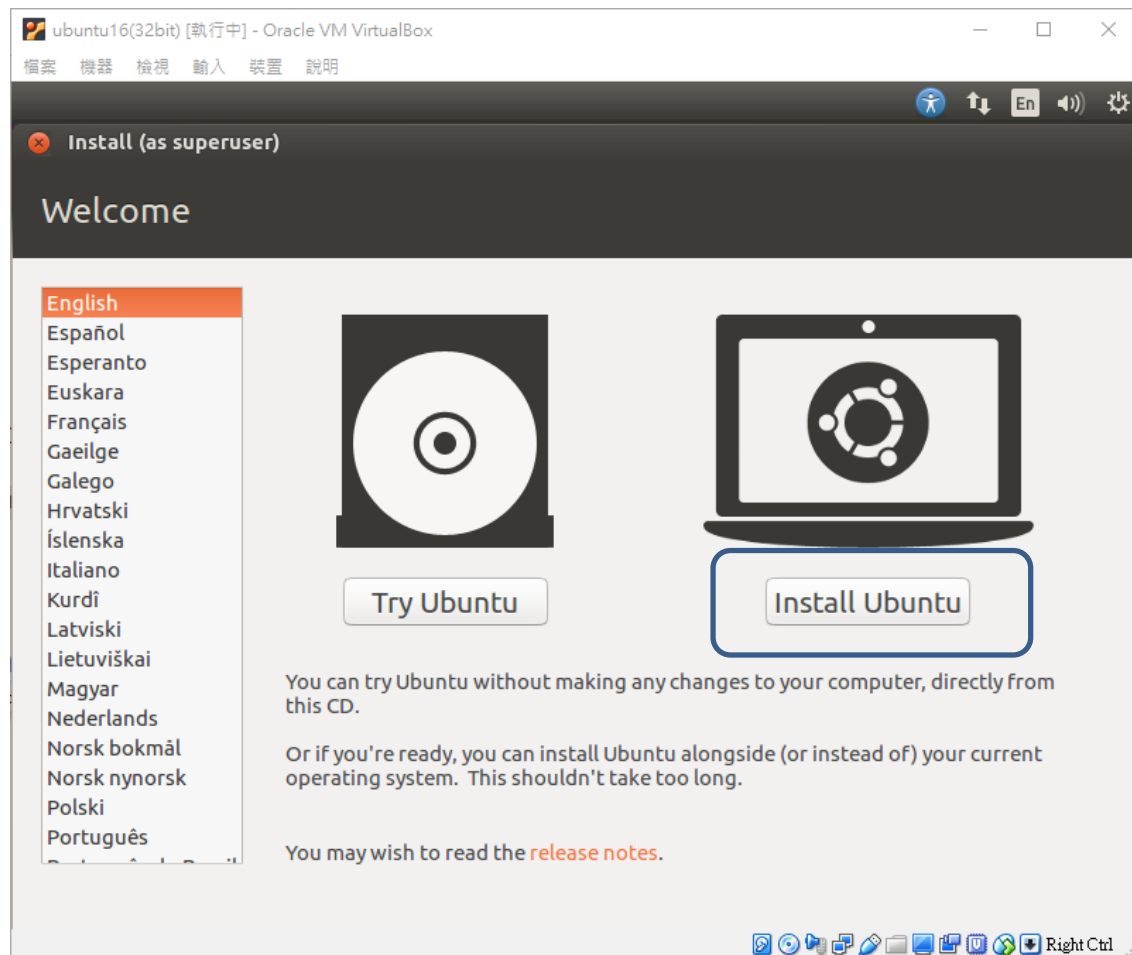 ubuntu16(32bit) [執行中] - Oracle VM VirtualBox
檔案 機器 檢視 輸入 裝置 說明
En
Install (as superuser)
Welcome
English
Español
Esperanto
Euskara
Français
Gaeilge
Galego
Hrvatski
Íslenska
Italiano
Kurdî
Latviski
Lietuviškai
Magyar
Nederlands
Norsk bokmål
Norsk nynorsk
Polski
Português
Try Ubuntu
Install Ubuntu
You can try Ubuntu without making any changes to your computer, directly from
this CD.
Or if you're ready, you can install Ubuntu alongside (or instead of) your current
operating system. This shouldn't take too long.
You may wish to read the release notes.
Right Ctrl